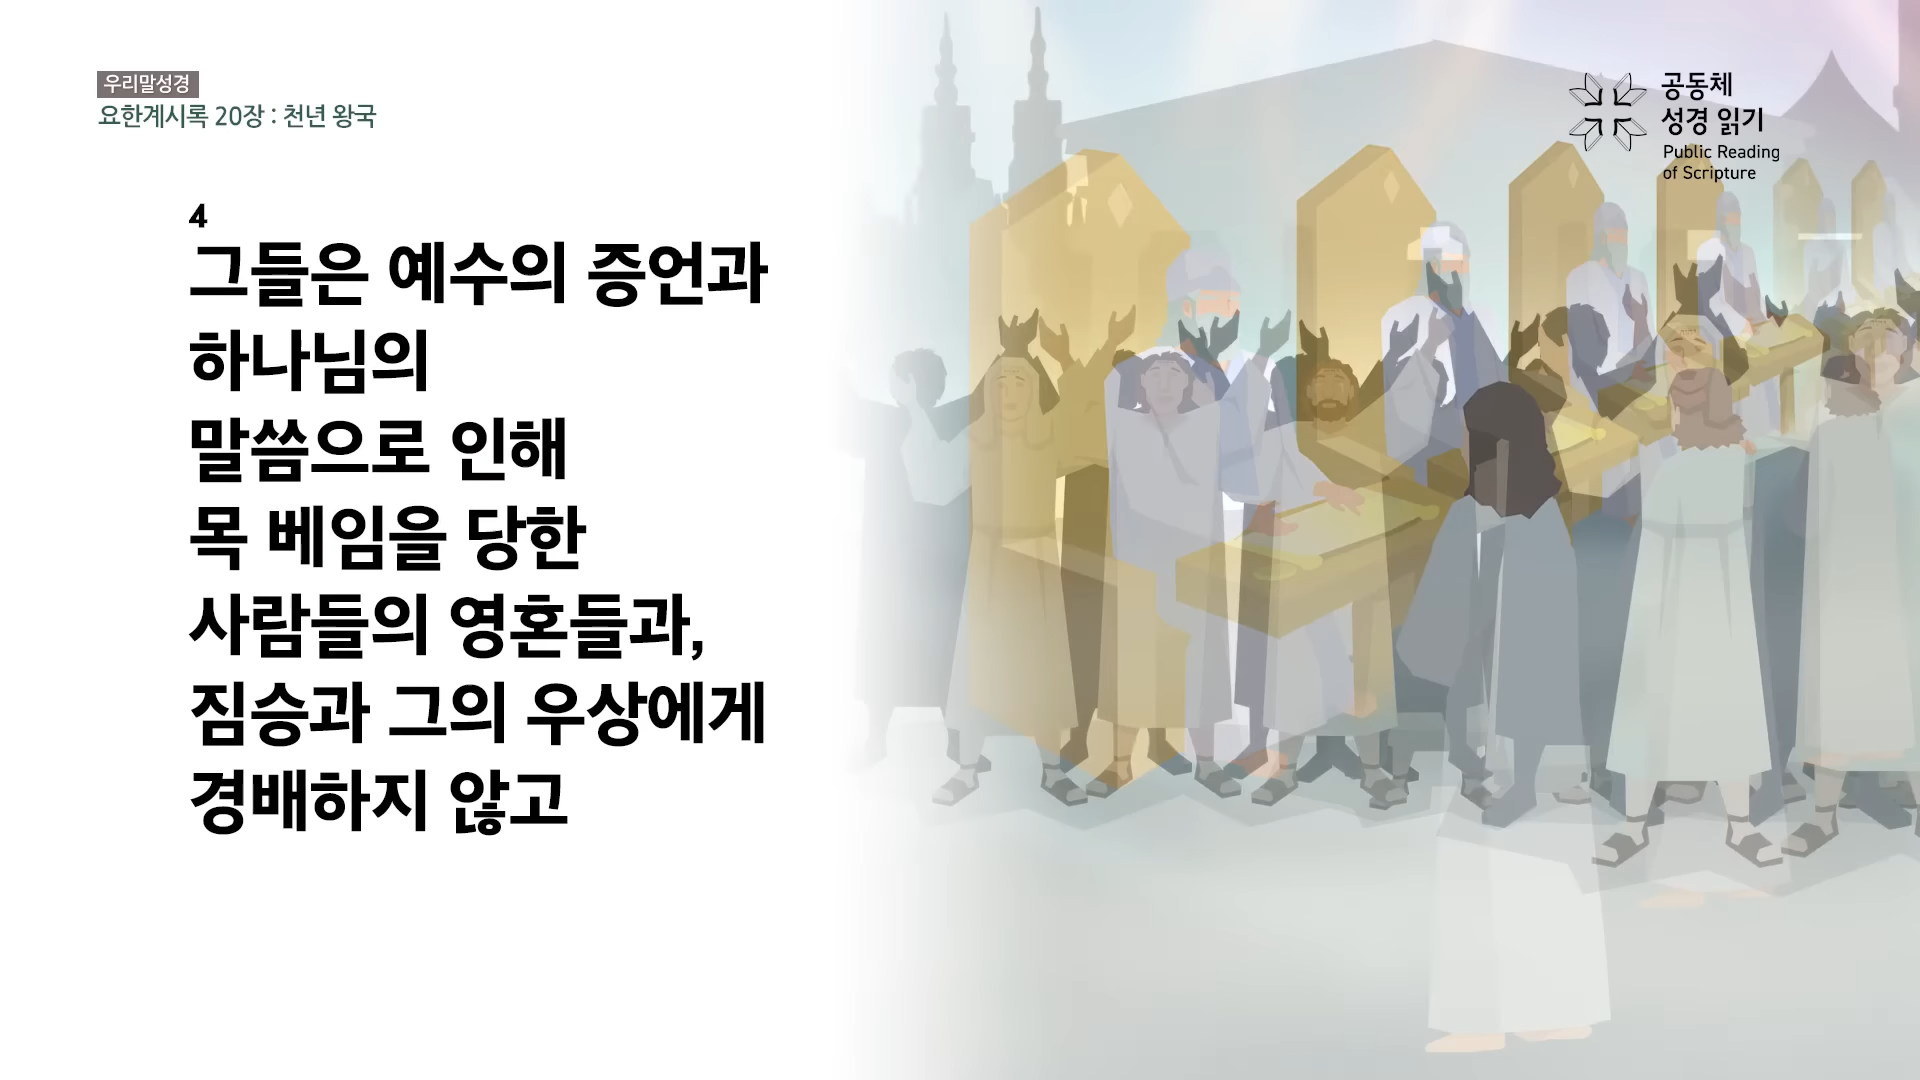 우리말성경
요한계시록 20장 : 천년 왕국
공동체
성경 읽기
Public Reading
of Scripture
4
그들은 예수의 증언과
하나님의
말씀으로 인해
목 베임을 당한
사람들의 영혼들과,
짐승과 그의 우상에게
경배하지 않고